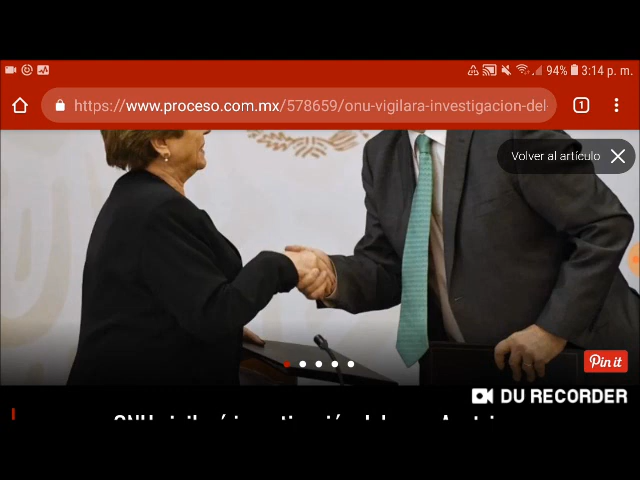 94% 3:14 p. m.
https://www.proceso.com.mx/578659/onu-vigilara-investigacion-del-
1
Volver al artículo
Pin it
DU RECORDER